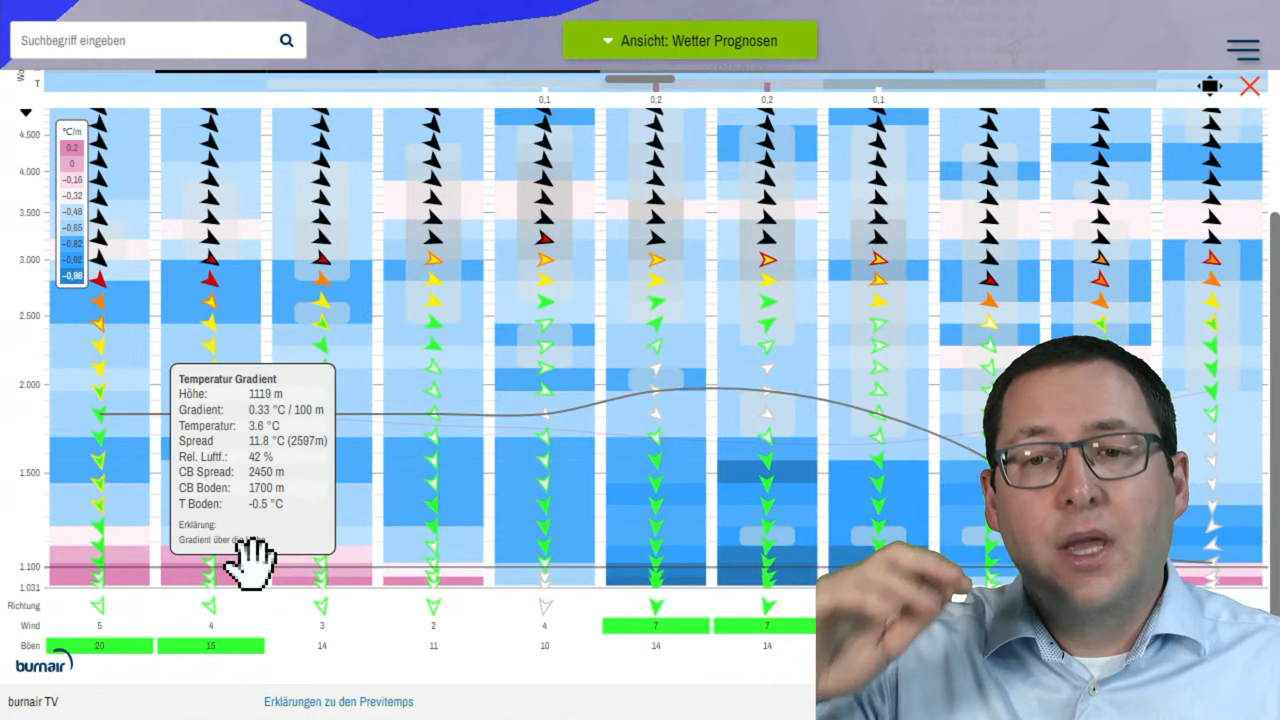 Suchbegriff eingeben
Ansicht: Wetter Prognosen
T
0,1 0,2 0,2 0,1
°C/m
0,2
0
−0,16
−0,32
−0,48
−0,65
−0,82
−0,92
−0,98
4.500
4.000
3.500
3.000
2.500
2.000
1.500
1.100
1.031
Temperatur Gradient
Höhe: 1119 m
Gradient: 0.33 °C / 100 m
Temperatur: 3.6 °C
Spread 11.8 °C (2597m)
Rel. Luftf.: 42 %
CB Spread: 2450 m
CB Boden: 1700 m
T Boden: -0.5 °C
Erklärung:
Gradient über
Richtung
Wind 5 4 3 2 4 7 7
Böen 20 15 14 11 10 14 14
burnair
burnair TV
Erklärungen zu den Previtemps